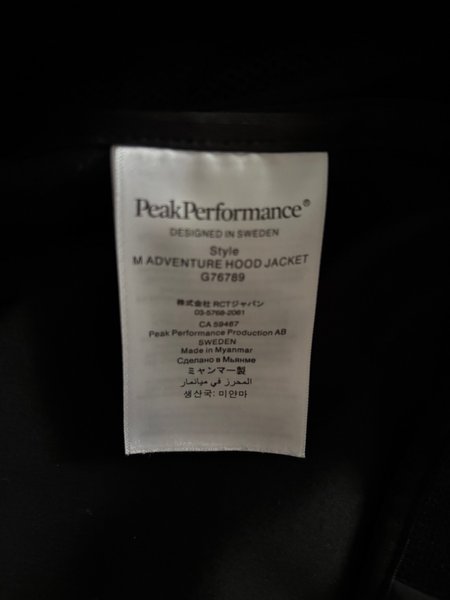 PeakPerformance®
DESIGNED IN SWEDEN
Style
M ADVENTURE HOOD JACKET
G76789
株式会社 RCTジャパン
03-5768-2061
CA 59467
Peak Performance Production AB
SWEDEN
Made in Myanmar
Сделано в Мьянме
ミャンマー製
المحرز في ميانمار
생산국: 미얀마